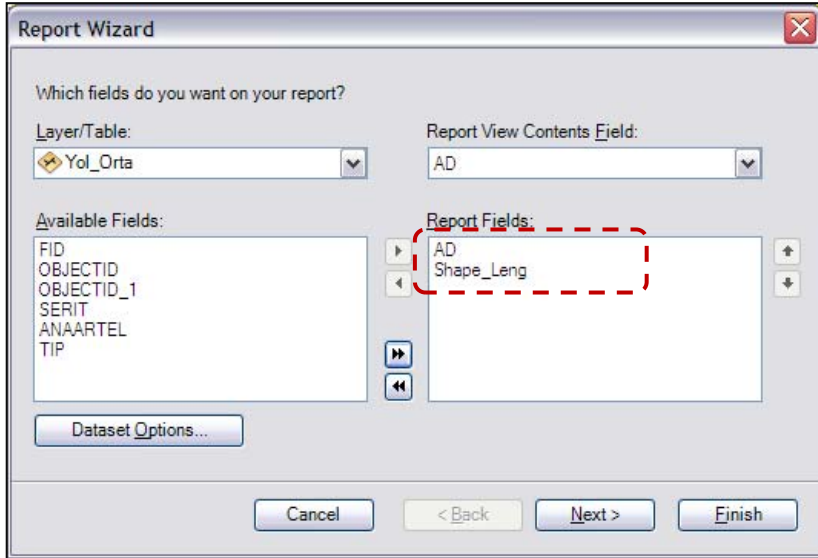 Report Wizard
Which fields do you want on your report?
Layer/Table:
Yol_Orta
Report View Contents Field:
AD
Available Fields:
FID
OBJECTID
OBJECTID_1
SERIT
ANAARTEL
TIP
Report Fields:
AD
Shape_Leng
Dataset Options...
Cancel
< Back
Next >
Finish